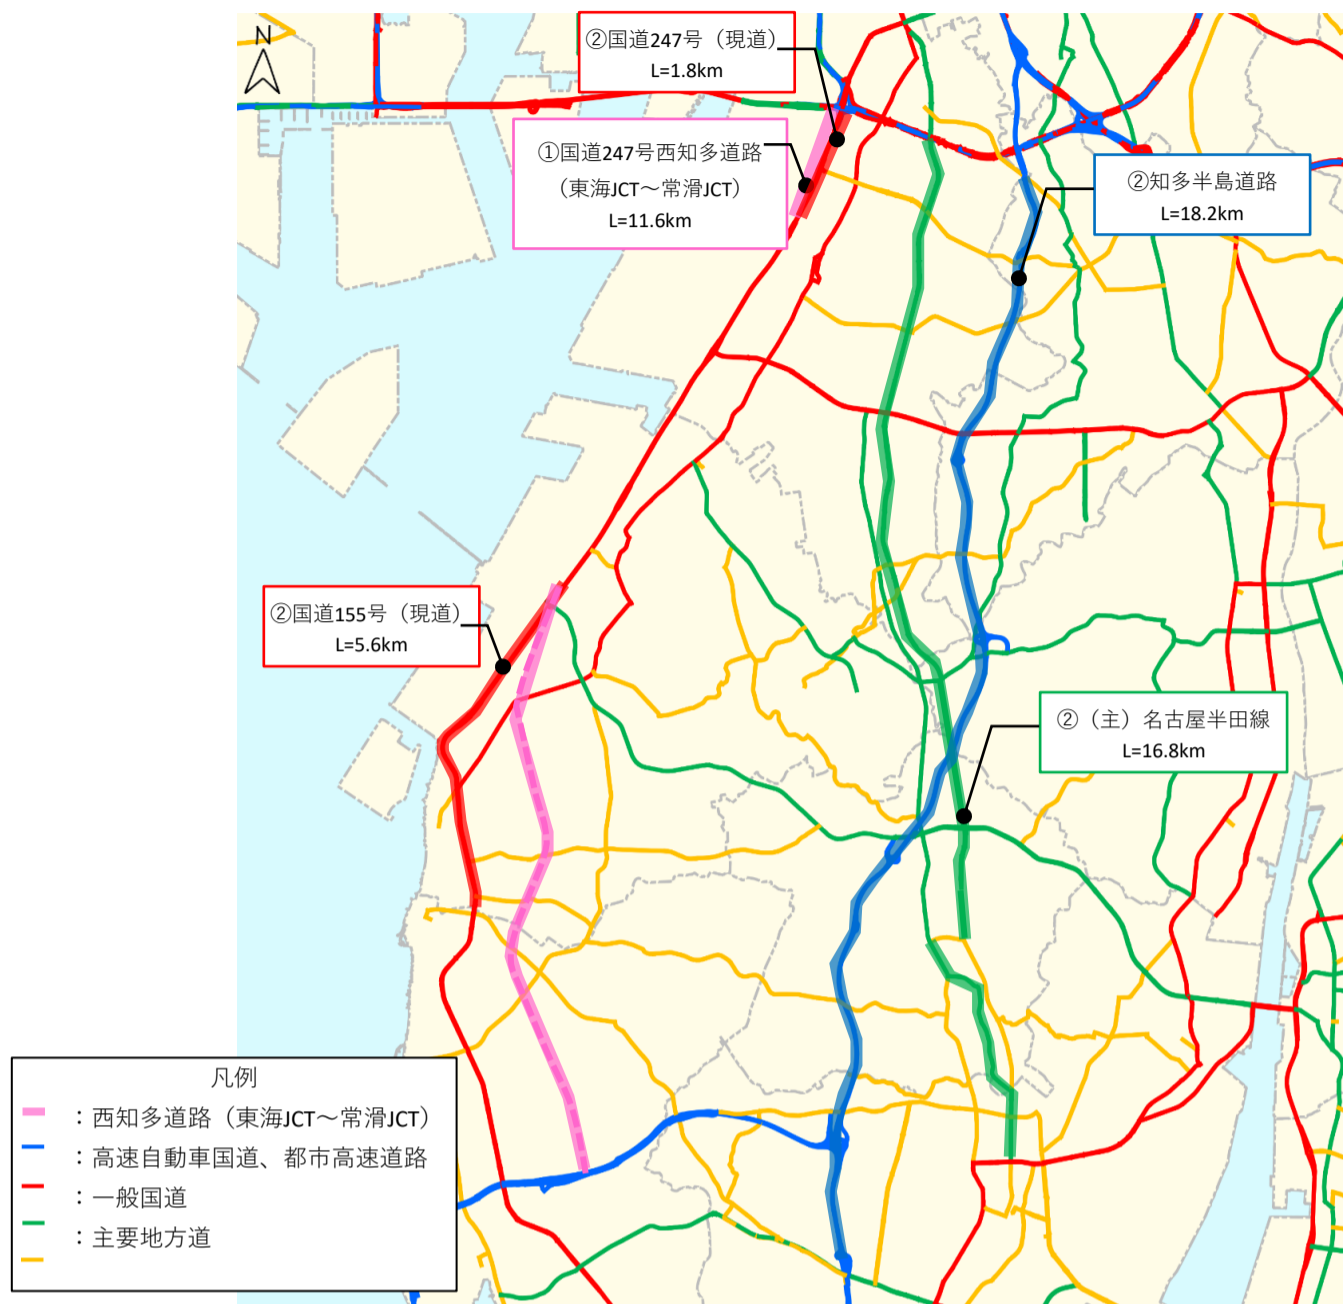 N
②国道247号（現道）
L=1.8km
①国道247号西知多道路
（東海JCT～常滑JCT）
L=11.6km
②知多半島道路
L=18.2km
②国道155号（現道）
L=5.6km
②（主）名古屋半田線
L=16.8km
凡例
：西知多道路（東海JCT～常滑JCT）
：高速自動車国道、都市高速道路
：一般国道
：主要地方道